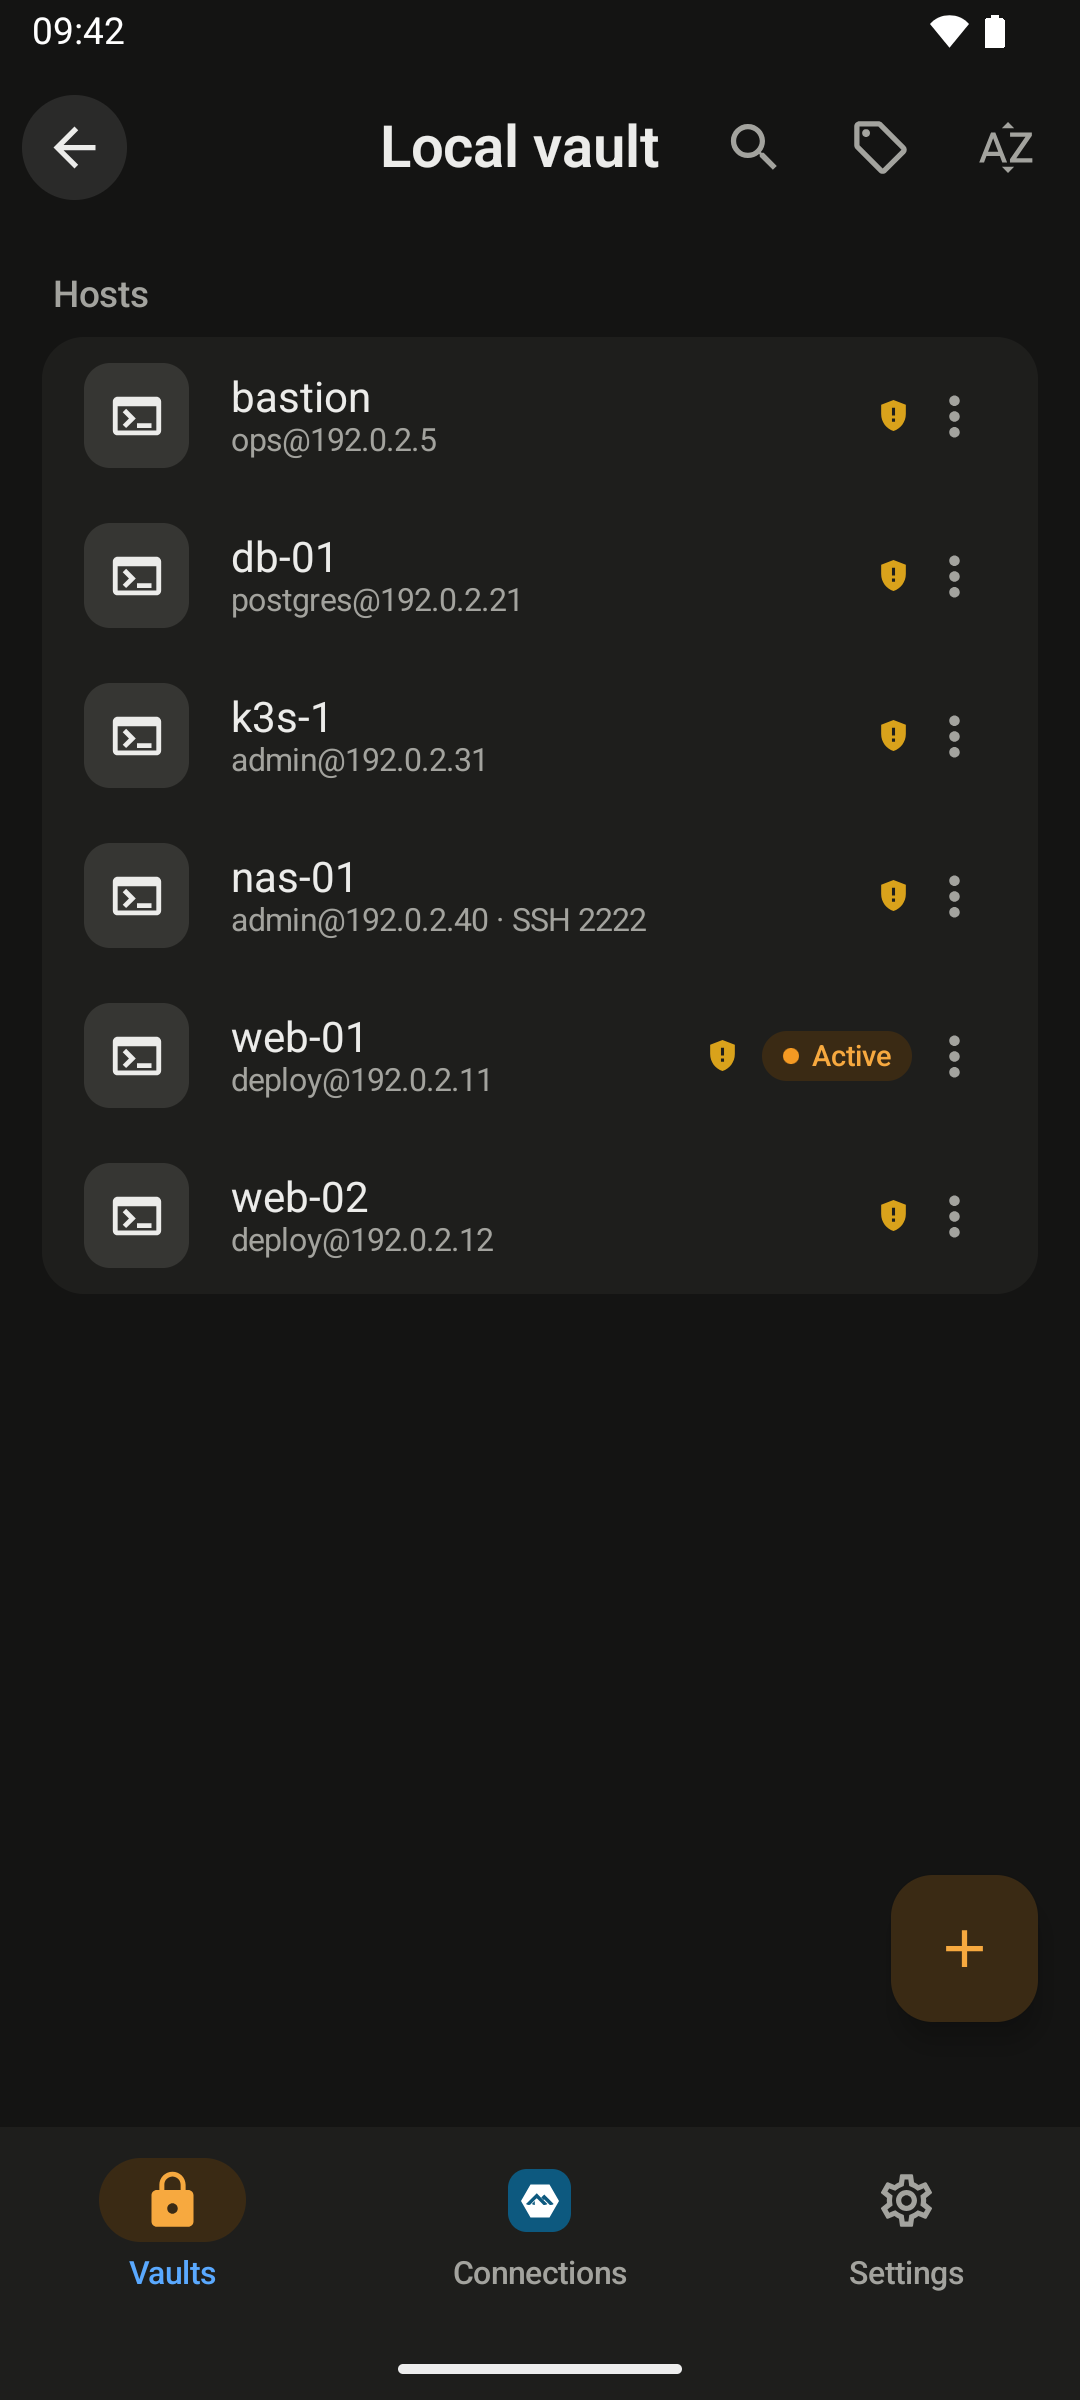 09:42
Local vault
AZ
Hosts
bastion
ops@192.0.2.5
db-01
postgres@192.0.2.21
k3s-1
admin@192.0.2.31
nas-01
admin@192.0.2.40 · SSH 2222
web-01
deploy@192.0.2.11
Active
web-02
deploy@192.0.2.12
Vaults
Connections
Settings